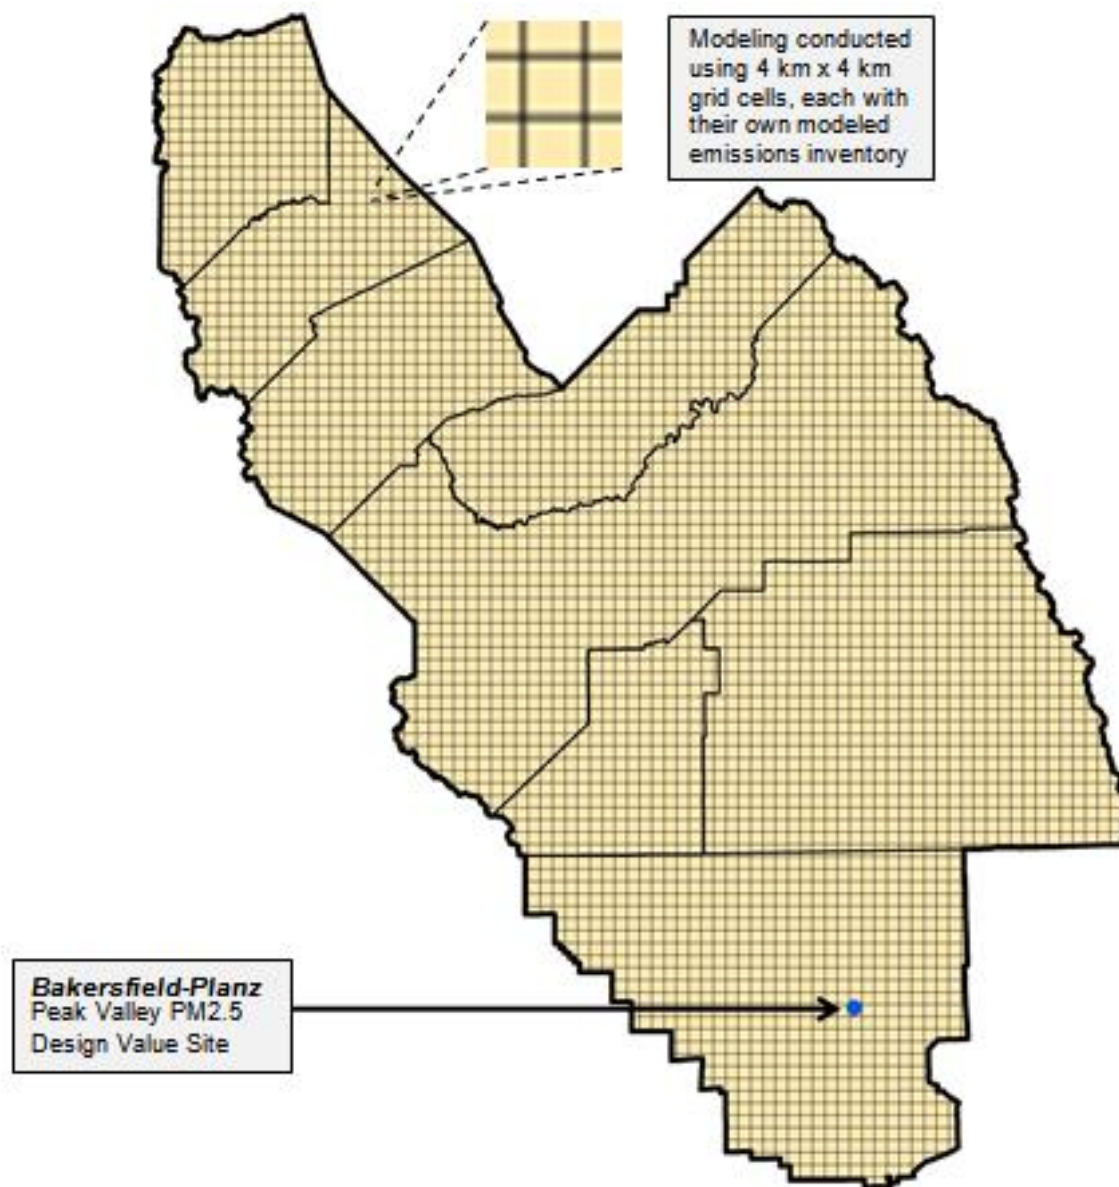 Modeling conducted
using 4 km x 4 km
grid cells, each with
their own modeled
emissions inventory
Bakersfield-Planz
Peak Valley PM2.5
Design Value Site